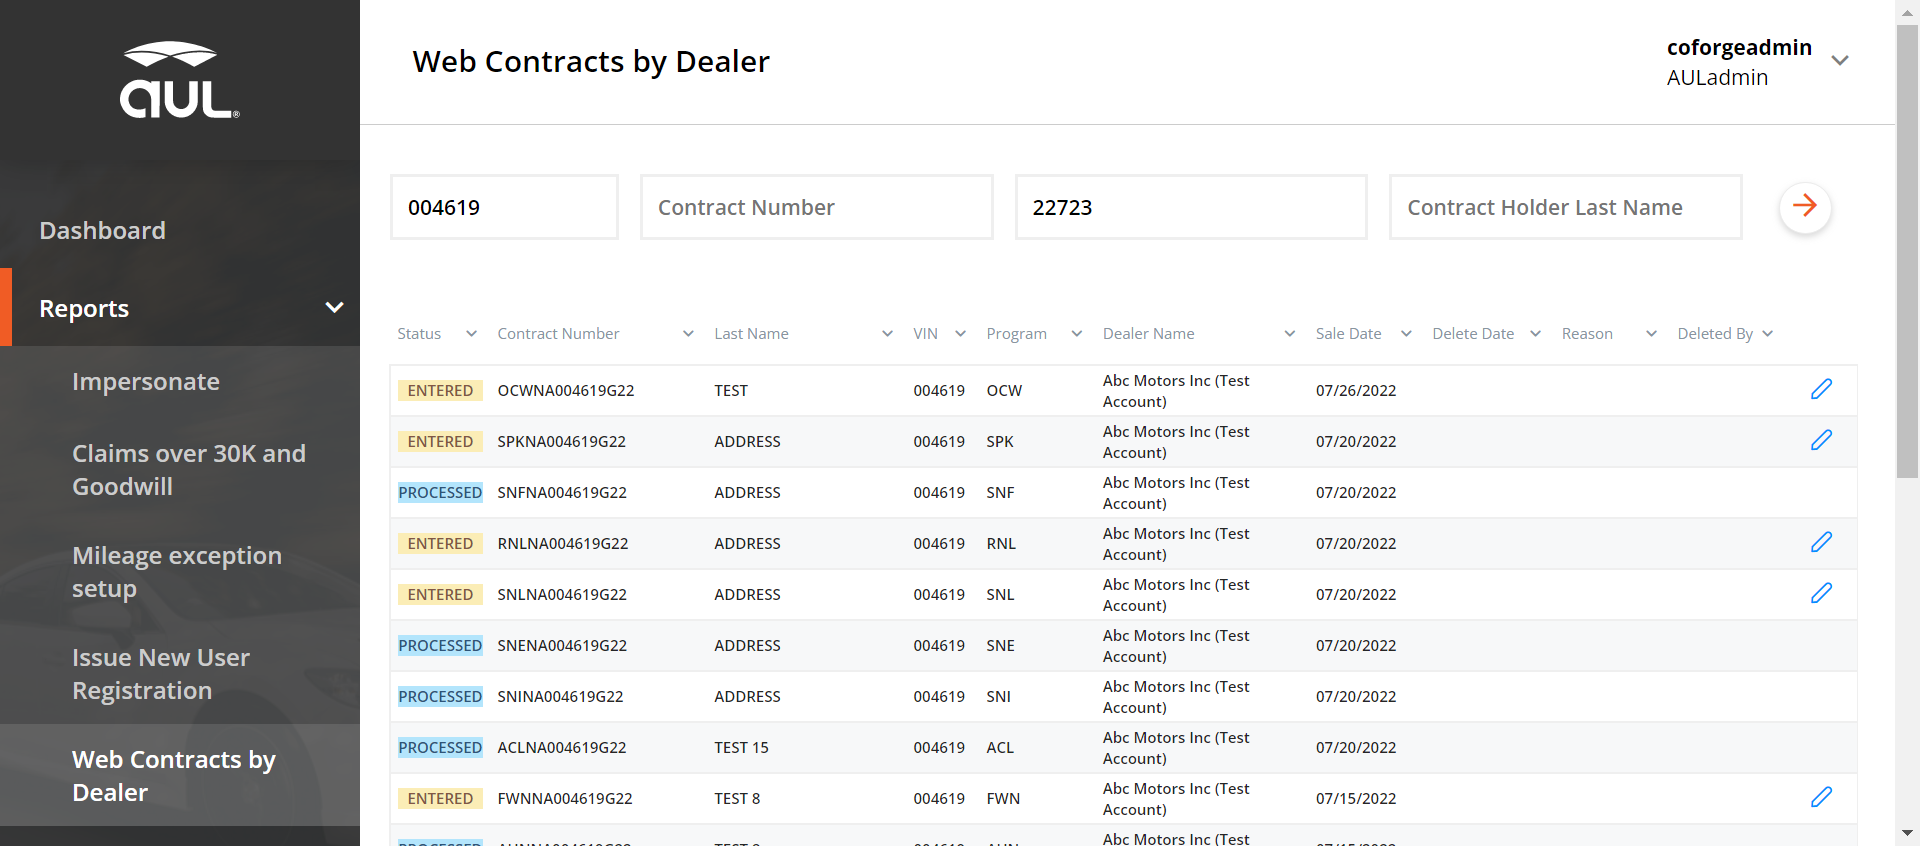 aUL®
Web Contracts by Dealer
coforgeadmin
AULadmin
Dashboard
Reports
Impersonate
Claims over 30K and
Goodwill
Mileage exception
setup
Issue New User
Registration
Web Contracts by
Dealer
004619 Contract Number 22723 Contract Holder Last Name
Status Contract Number Last Name VIN Program Dealer Name Sale Date Delete Date Reason Deleted By
ENTERED OCWNA004619G22 TEST 004619 OCW Abc Motors Inc (Test 07/26/2022
Account)
ENTERED SPKNA004619G22 ADDRESS 004619 SPK Abc Motors Inc (Test 07/20/2022
Account)
PROCESSED SNFNA004619G22 ADDRESS 004619 SNF Abc Motors Inc (Test 07/20/2022
Account)
ENTERED RNLNA004619G22 ADDRESS 004619 RNL Abc Motors Inc (Test 07/20/2022
Account)
ENTERED SNLNA004619G22 ADDRESS 004619 SNL Abc Motors Inc (Test 07/20/2022
Account)
PROCESSED SNENA004619G22 ADDRESS 004619 SNE Abc Motors Inc (Test 07/20/2022
Account)
PROCESSED SNINA004619G22 ADDRESS 004619 SNI Abc Motors Inc (Test 07/20/2022
Account)
PROCESSED ACLNA004619G22 TEST 15 004619 ACL Abc Motors Inc (Test 07/20/2022
Account)
ENTERED FWNNA004619G22 TEST 8 004619 FWN Abc Motors Inc (Test 07/15/2022
Account)
Abc Motors Inc (Test